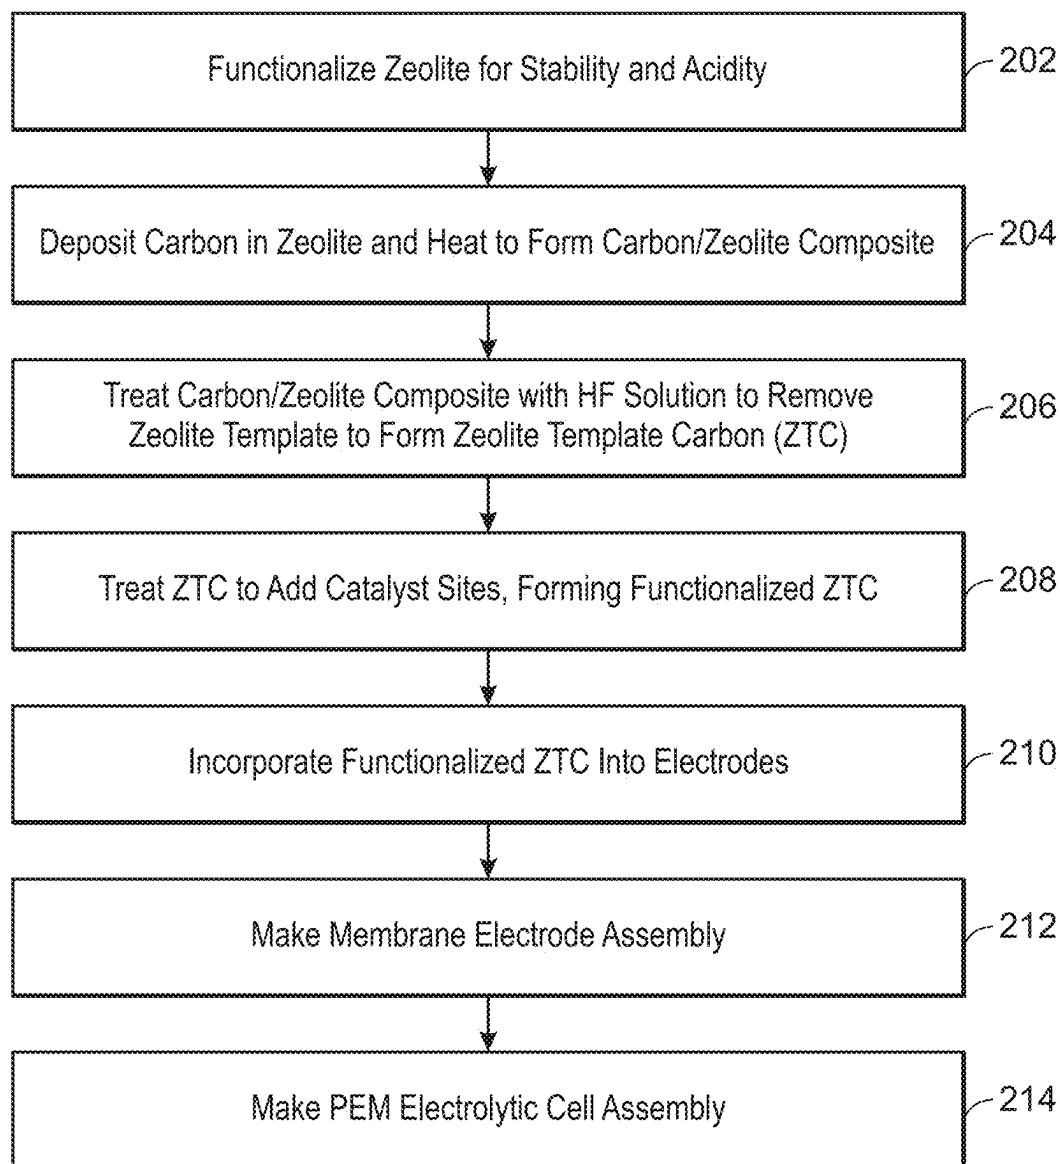 Functionalize Zeolite for Stability and Acidity
202
Deposit Carbon in Zeolite and Heat to Form Carbon/Zeolite Composite
204
Treat Carbon/Zeolite Composite with HF Solution to Remove
Zeolite Template to Form Zeolite Template Carbon (ZTC)
206
Treat ZTC to Add Catalyst Sites, Forming Functionalized ZTC
208
Incorporate Functionalized ZTC Into Electrodes
210
Make Membrane Electrode Assembly
212
Make PEM Electrolytic Cell Assembly
214